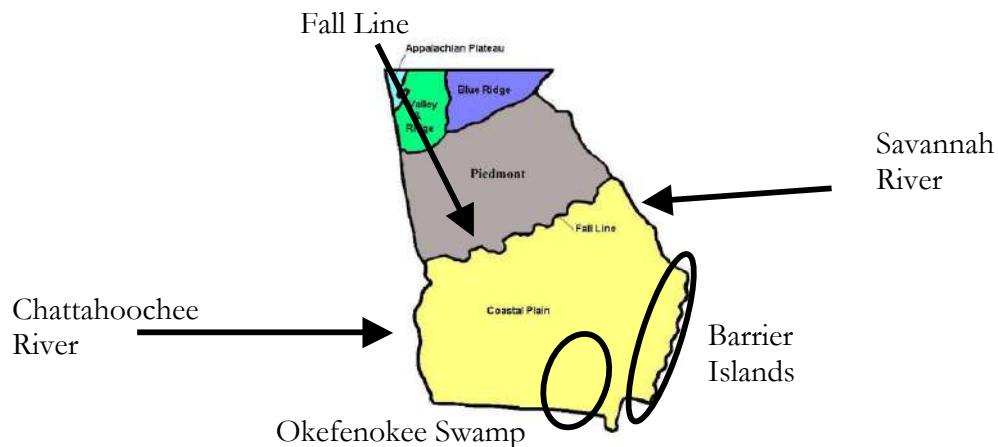 Fall Line
Appalachian Plateau
Blue Ridge
Valley
Ridge
Savannah
River
Piedmont
Fall Line
Chattahoochee
River
Coastal Plain
Barrier
Islands
Okefenokee Swamp